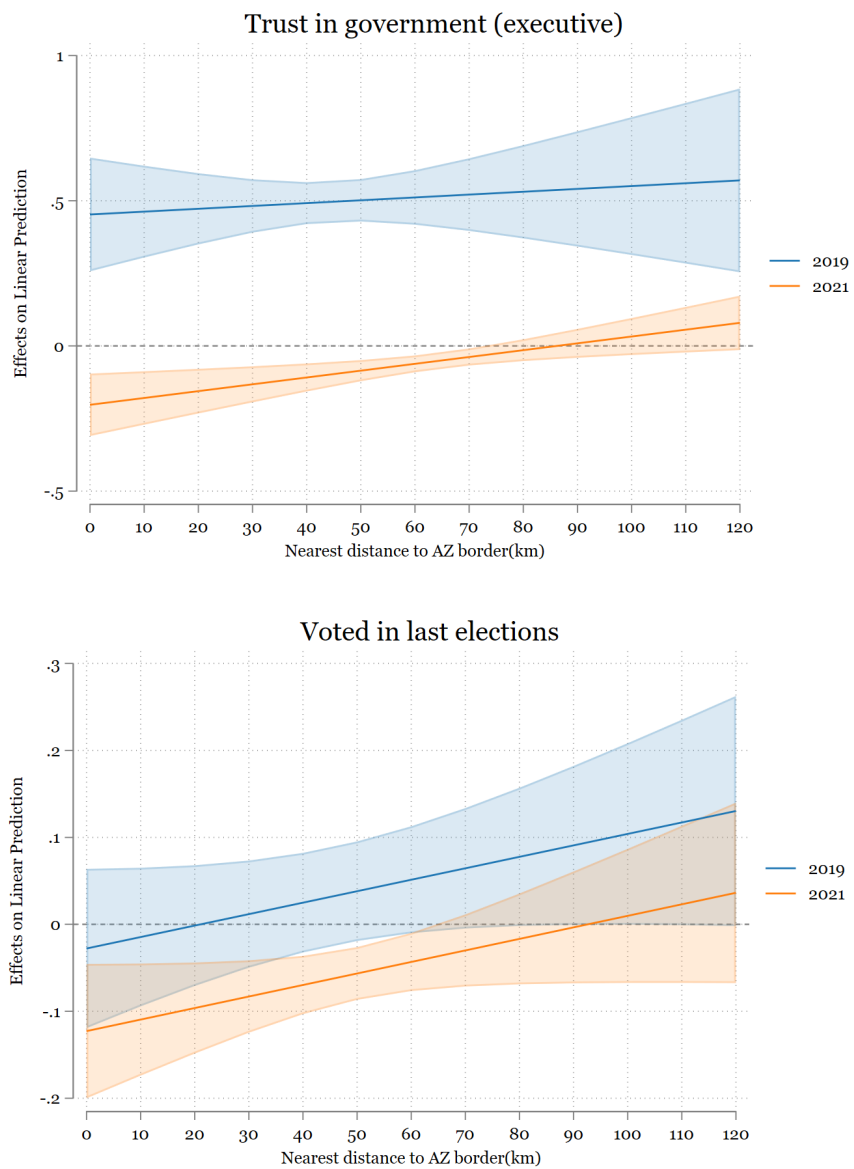 Trust in government (executive)
1
.5
0
-.5
Effects on Linear Prediction
0 10 20 30 40 50 60 70 80 90 100 110 120
Nearest distance to AZ border(km)
2019
2021
Voted in last elections
.3
.2
.1
0
-.1
-.2
Effects on Linear Prediction
0 10 20 30 40 50 60 70 80 90 100 110 120
Nearest distance to AZ border(km)
2019
2021